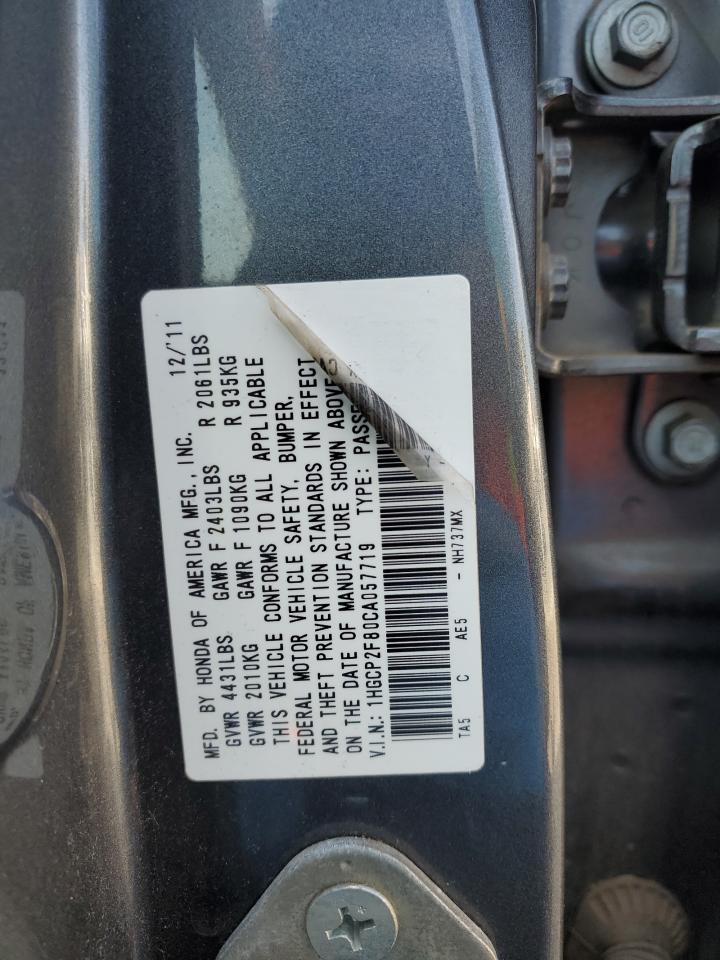 MFD. BY HONDA OF AMERICA MFG., INC. 12/'11
GVWR 4431LBS GAWR F 2403LBS R 2061LBS
GVWR 2010KG GAWR F 1090KG R 935KG
THIS VEHICLE CONFORMS TO ALL APPLICABLE
FEDERAL MOTOR VEHICLE SAFETY, BUMPER,
AND THEFT PREVENTION STANDARDS IN EFFECT
ON THE DATE OF MANUFACTURE SHOWN ABOVE
V.I.N.: 1HGCP2F80CA057719 TYPE: PASSE
TA5 C AE5 - NH737MX